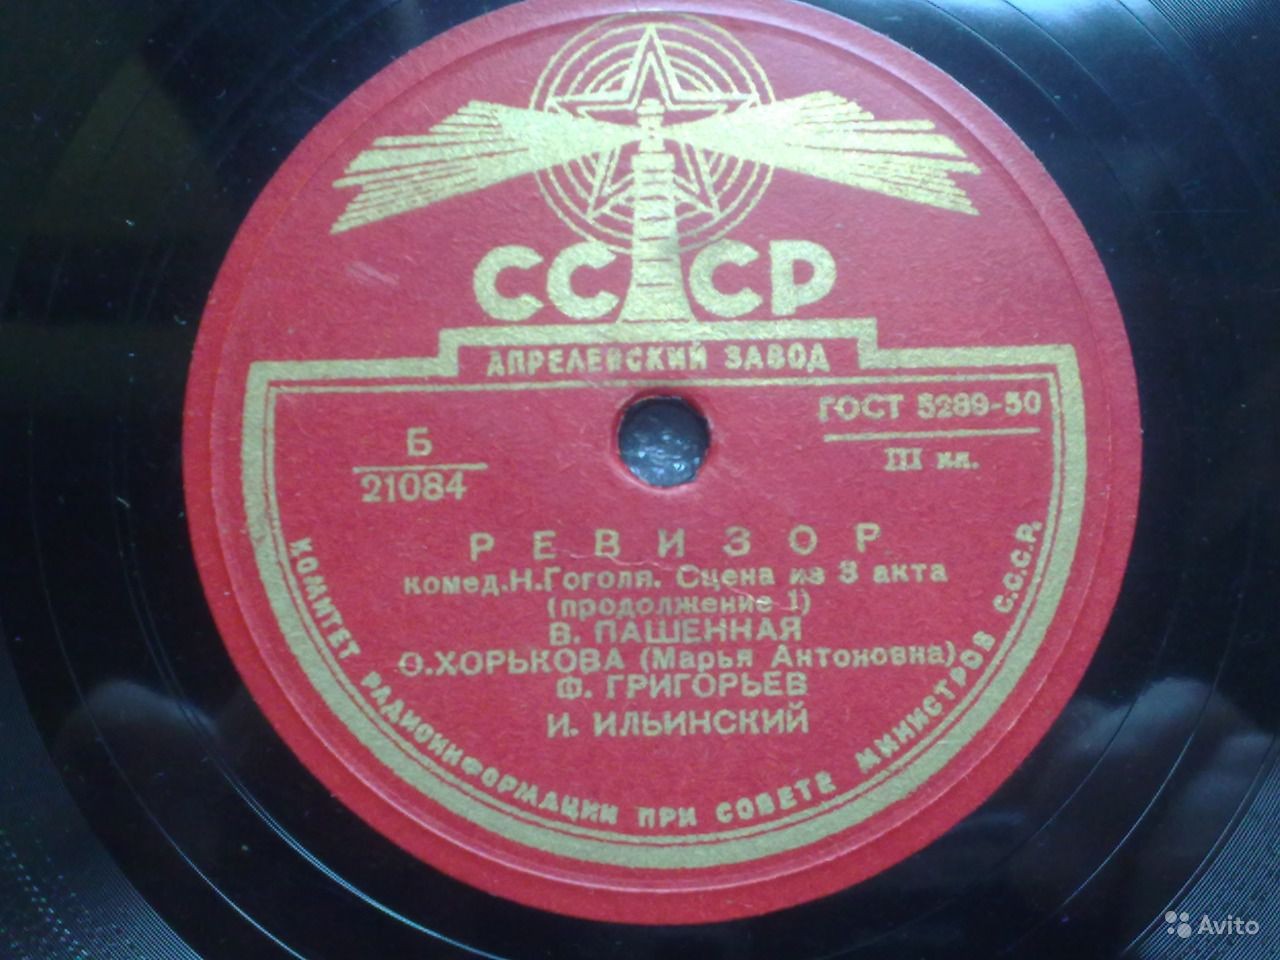 СССР
АПРЕЛЕВСКИЙ ЗАВОД
ГОСТ 5289-50
III кл.
Б
21084
РЕВИЗОР
комед.Н.Гоголя. Сцена из 3 акта
(продолжение 1)
В. ПАШЕННАЯ
О.ХОРЬКОВА (Марья Антоновна)
Ф. ГРИГОРЬЕВ
И. ИЛЬИНСКИЙ
КОМИТЕТ РАДИОИНФОРМАЦИИ ПРИ СОВЕТЕ МИНИСТРОВ С.С.С.Р.
Avito